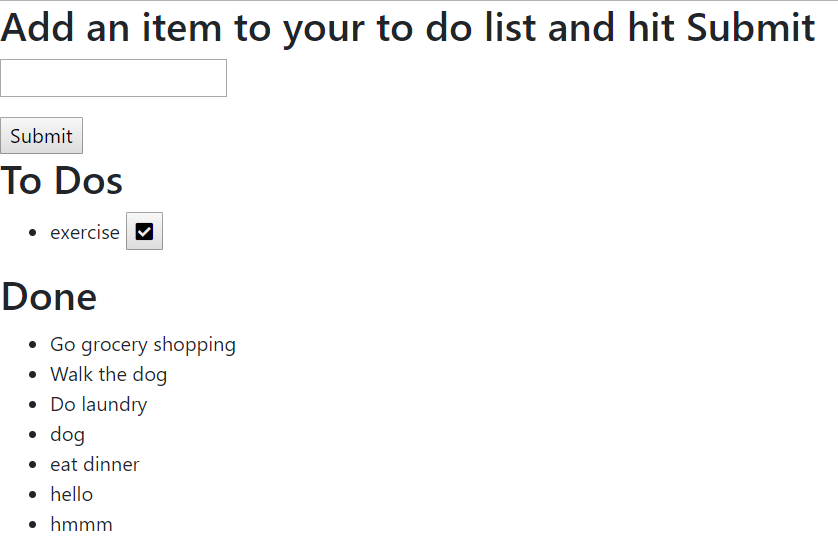 Add an item to your to do list and hit Submit
Submit
To Dos
exercise
Done
Go grocery shopping
Walk the dog
Do laundry
dog
eat dinner
hello
hmmm